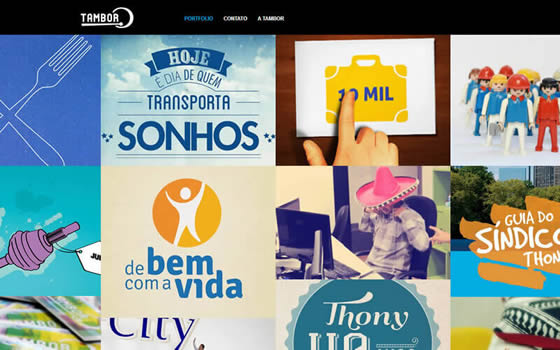 TAMBOR
PORTFOLIO CONTATO A TAMBOR
HOJE
É DIA DE QUEM
TRANSPORTA
SONHOS
10 MIL
de bem
com a vida
GUIA DO
SÍNDICO
THON
City
Thony